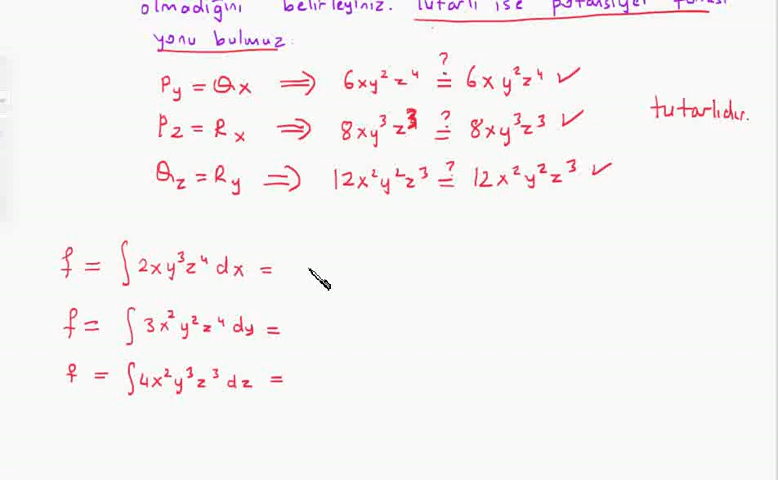 olmadığını belirleyiniz. Tutarlı ise potansiyel
yonu bulunuz.
Py = Qx ⟹ 6xy²z⁴ ≟ 6xy²z⁴ ✓
Pz = Rx ⟹ 8xy³z³ ≟ 8xy³z³ ✓ tutarlıdır.
Qz = Ry ⟹ 12x²y²z³ ≟ 12x²y²z³ ✓
f = ∫ 2xy³z⁴ dx =
f = ∫ 3x²y²z⁴ dy =
f = ∫ 4x²y³z³ dz =